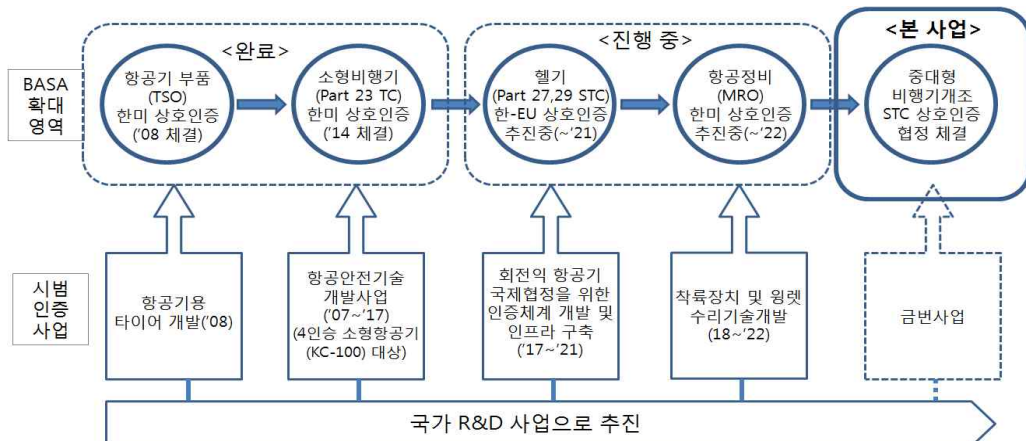 <완료>
<진행 중>
<본 사업>
BASA
확대
영역
항공기 부품
(TSO)
한미 상호인증
('08 체결)
소형비행기
(Part 23 TC)
한미 상호인증
('14 체결)
헬기
(Part 27,29 STC)
한-EU 상호인증
추진중(~'21)
항공정비
(MRO)
한미 상호인증
추진중(~'22)
중대형
비행기개조
STC 상호인증
협정 체결
시범
인증
사업
항공기용
타이어 개발('08)
항공안전기술
개발사업
('07~'17)
(4인승 소형항공기
(KC-100) 대상)
회전익 항공기
국제협정을 위한
인증체계 개발 및
인프라 구축
('17~'21)
착륙장치 및 윙렛
수리기술개발
(18~'22)
금번사업
국가 R&D 사업으로 추진